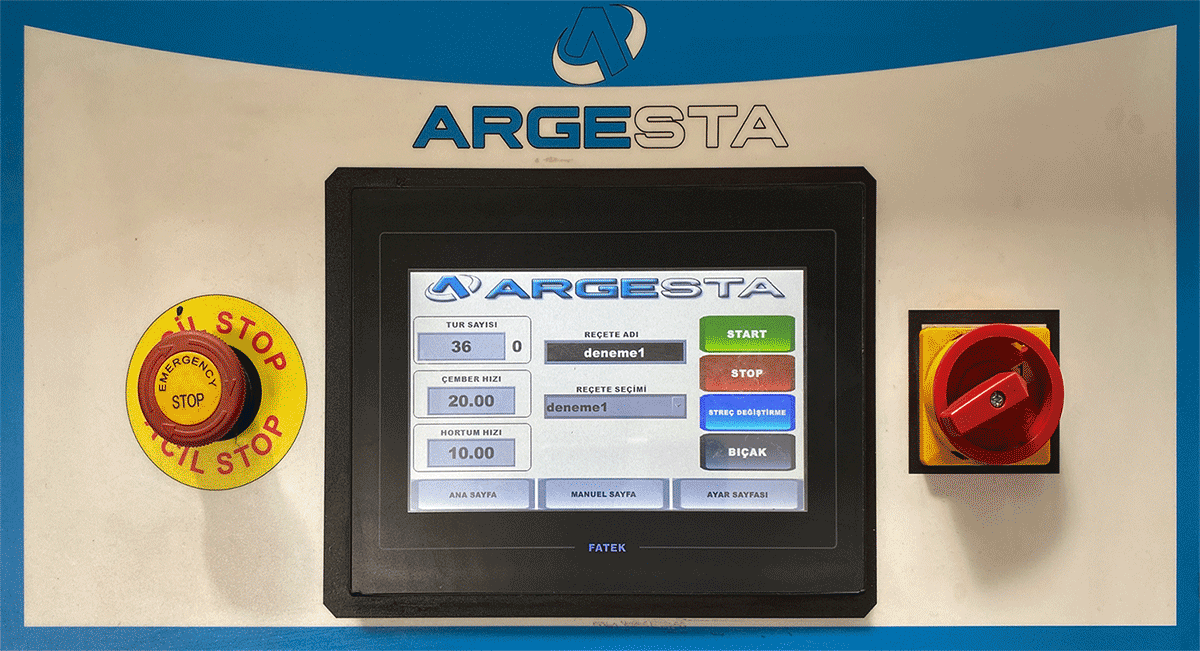 ARGESTA
ACİL STOP
EMERGENCY
STOP
ACİL STOP
ARGESTA
TUR SAYISI
36 0
ÇEMBER HIZI
20.00
HORTUM HIZI
10.00
REÇETE ADI
deneme1
REÇETE SEÇİMİ
deneme1
START
STOP
STREÇ DEĞİŞTİRME
BIÇAK
ANA SAYFA
MANUEL SAYFA
AYAR SAYFASI
FATEK